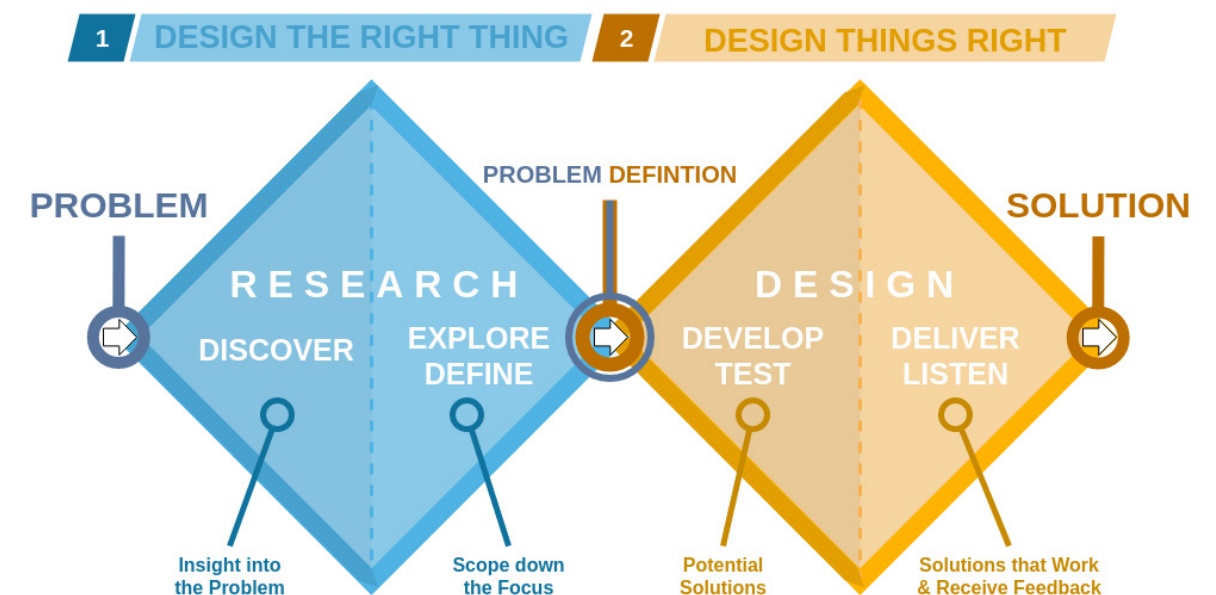 1 DESIGN THE RIGHT THING
2 DESIGN THINGS RIGHT
PROBLEM
PROBLEM DEFINTION
SOLUTION
RESEARCH
DISCOVER
EXPLORE
DEFINE
DESIGN
DEVELOP
TEST
DELIVER
LISTEN
Insight into
the Problem
Scope down
the Focus
Potential
Solutions
Solutions that Work
& Receive Feedback